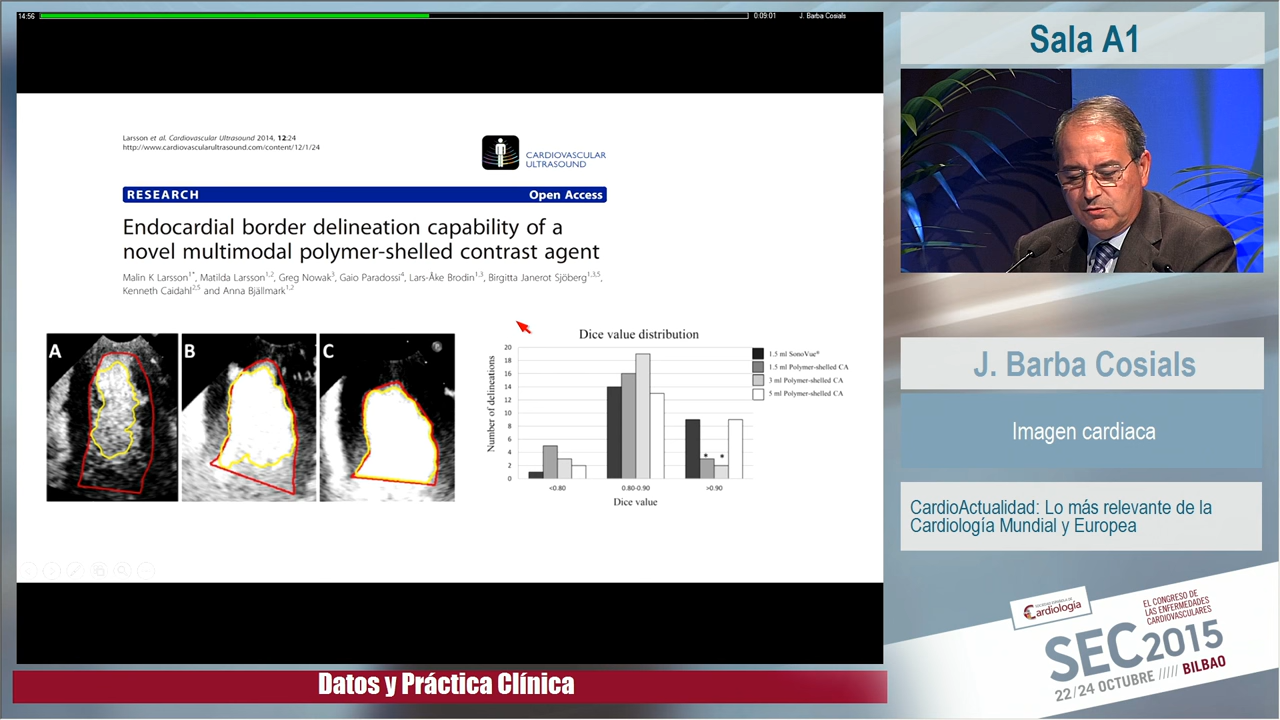 14:56
0:09:01
J. Barba Cosials
Larsson et al. Cardiovascular Ultrasound 2014, 12:24
http://www.cardiovascularultrasound.com/content/12/1/24
CARDIOVASCULAR
ULTRASOUND
RESEARCH
Open Access
Endocardial border delineation capability of a
novel multimodal polymer-shelled contrast agent
Malin K Larsson1*, Matilda Larsson1,2, Greg Nowak3, Gaio Paradossi4, Lars-Åke Brodin1,3, Birgitta Janerot Sjöberg1,3,5,
Kenneth Caidahl2,5 and Anna Bjällmark1,2
A
B
C
Dice value distribution
Number of delineations
20
18
16
14
12
10
8
6
4
2
0
* *
<0.80
0.80-0.90
>0.90
Dice value
1.5 ml SonoVue®
1.5 ml Polymer-shelled CA
3 ml Polymer-shelled CA
5 ml Polymer-shelled CA
Datos y Práctica Clínica
Sala A1
J. Barba Cosials
Imagen cardiaca
CardioActualidad: Lo más relevante de la
Cardiología Mundial y Europea
SOCIEDAD ESPAÑOLA DE
Cardiología
EL CONGRESO DE
LAS ENFERMEDADES
CARDIOVASCULARES
SEC2015
22/24 OCTUBRE ///// BILBAO